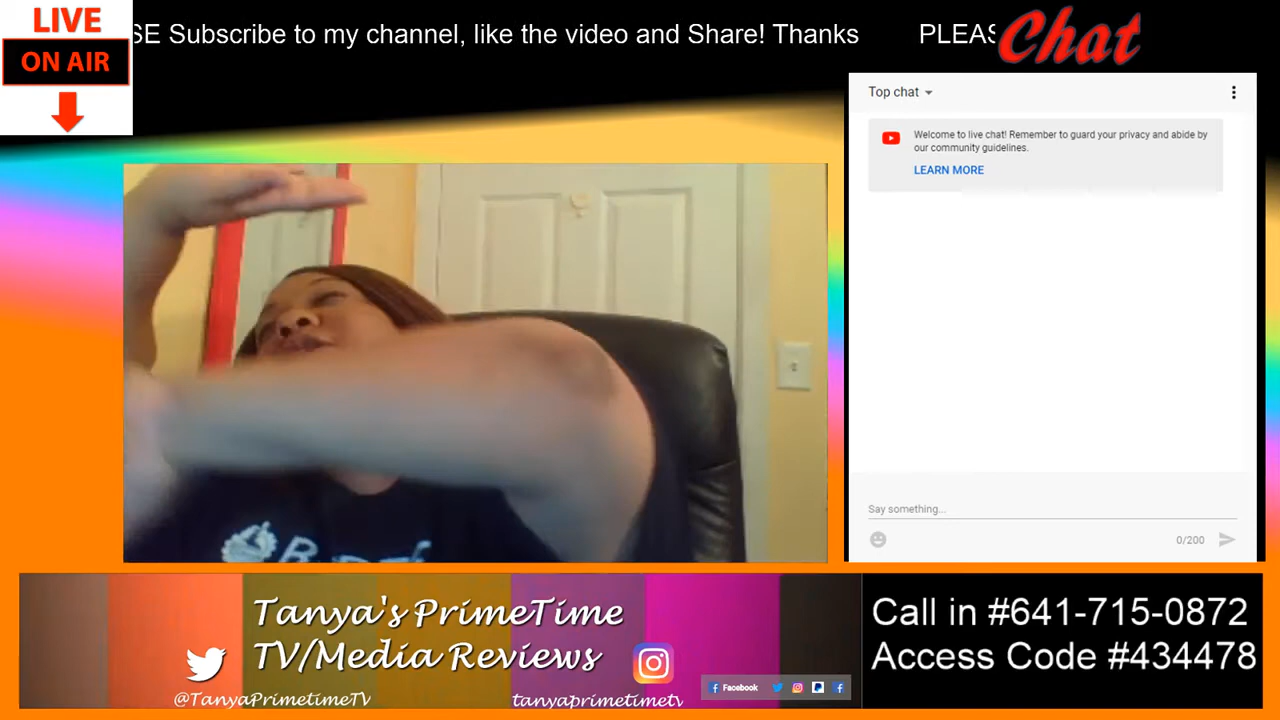 LIVE
ON AIR
SE Subscribe to my channel, like the video and Share! Thanks
PLEAS
Chat
Top chat
Welcome to live chat! Remember to guard your privacy and abide by
our community guidelines.
LEARN MORE
Say something...
0/200
Tanya's PrimeTime
TV/Media Reviews
@TanyaPrimetimeTV
tanyaprimetimetv
Facebook
Call in #641-715-0872
Access Code #434478